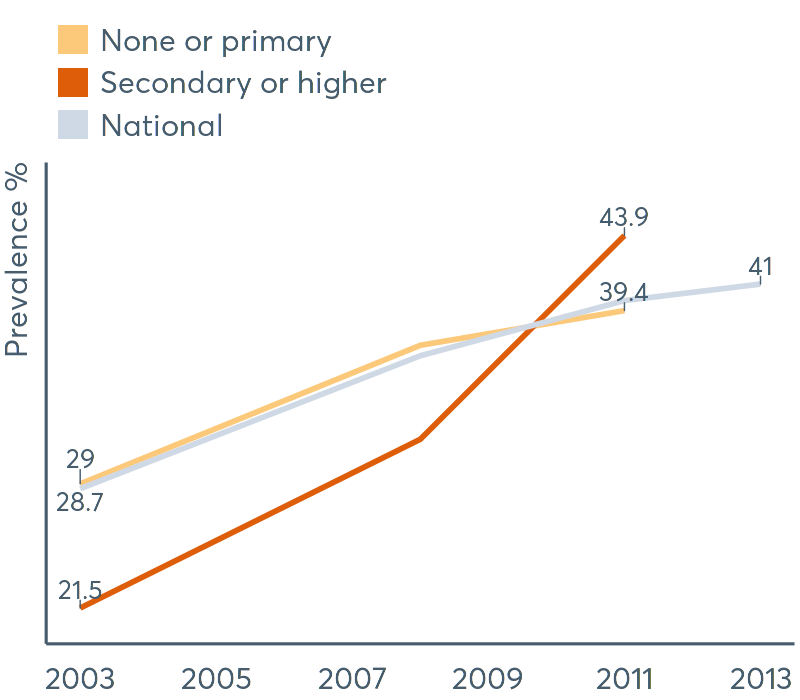 None or primary
Secondary or higher
National
Prevalence %
43.9
41
39.4
29
28.7
21.5
2003 2005 2007 2009 2011 2013